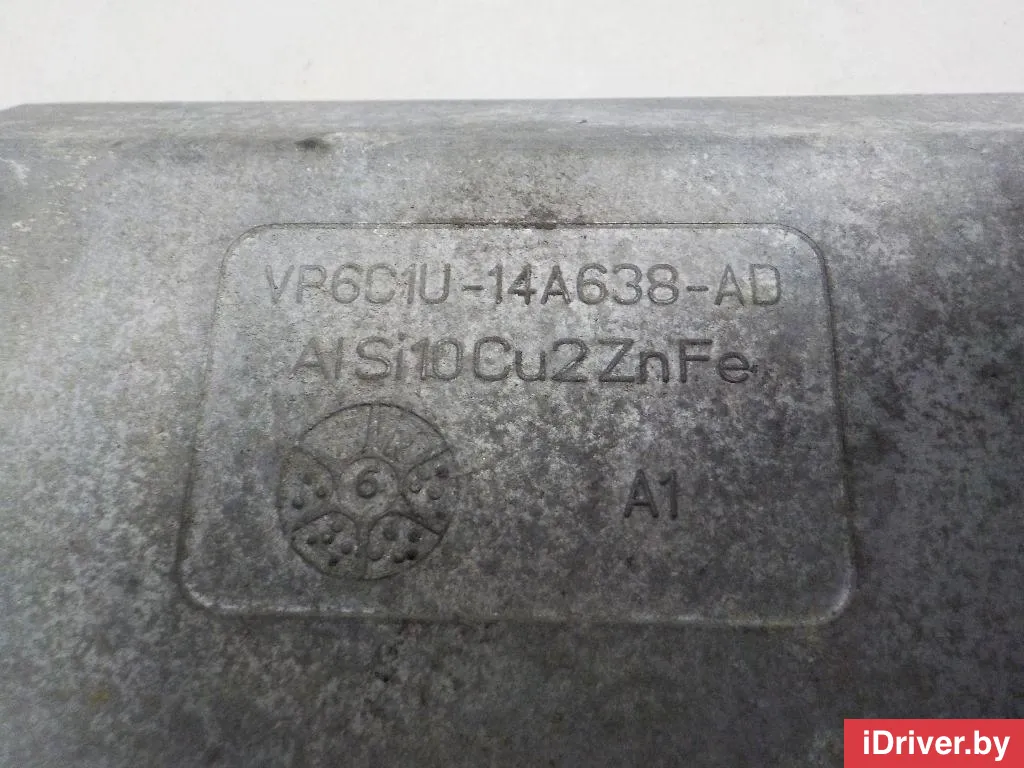 VP6C1U-14A638-AD
AlSi10Cu2ZnFe
6
A1
iDriver.by